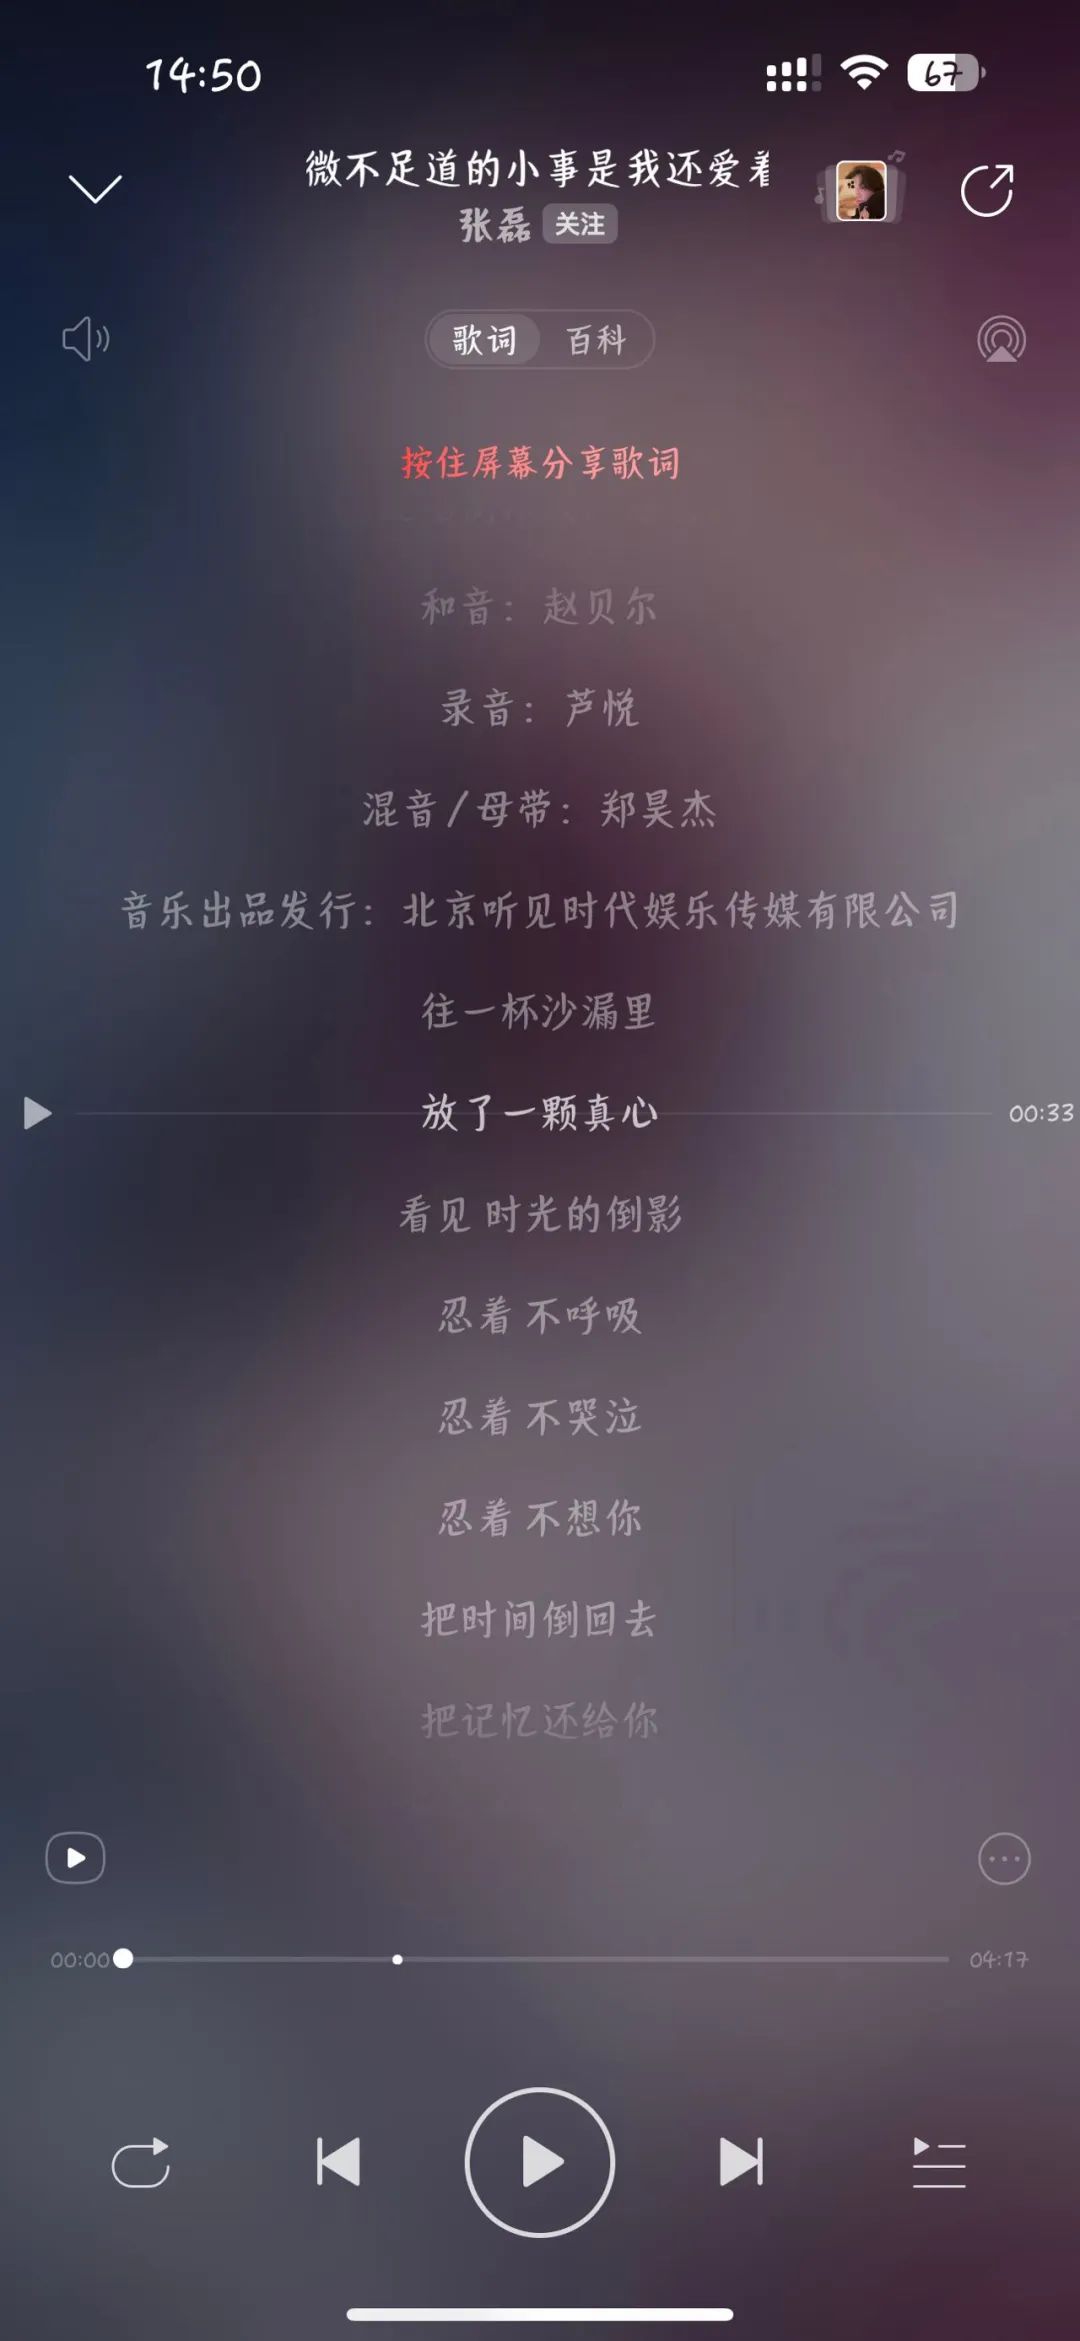 14:50
67
微不足道的小事是我还爱着
张磊 关注
歌词 百科
按住屏幕分享歌词
和音：赵贝尔
录音：芦悦
混音/母带：郑昊杰
音乐出品发行：北京听见时代娱乐传媒有限公司
往一杯沙漏里
放了一颗真心 00:33
看见 时光的倒影
忍着 不呼吸
忍着 不哭泣
忍着 不想你
把时间倒回去
把记忆还给你
00:00 04:17